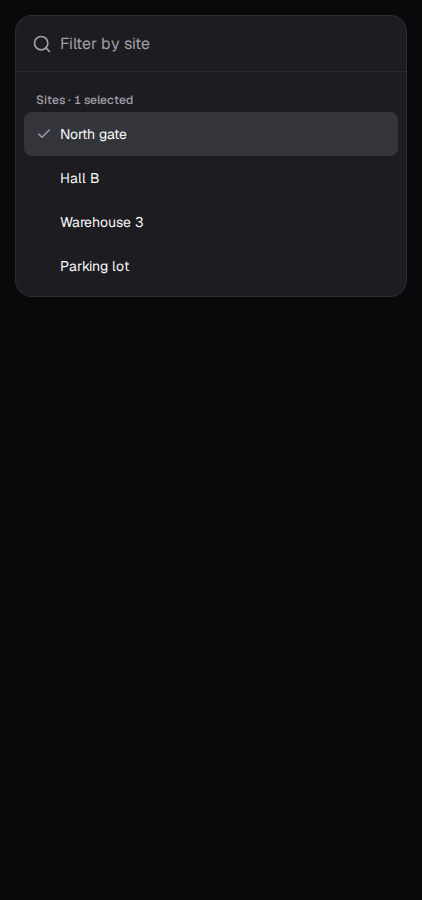 Filter by site
Sites · 1 selected
North gate
Hall B
Warehouse 3
Parking lot